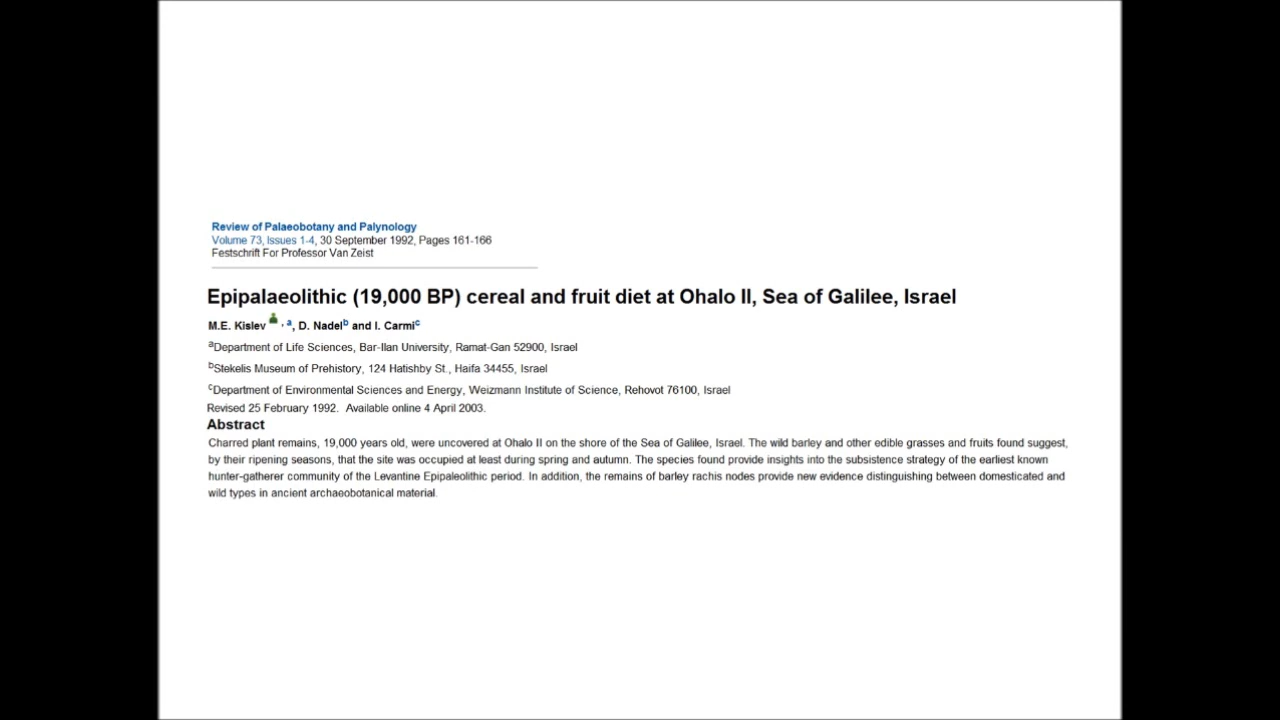 Review of Palaeobotany and Palynology
Volume 73, Issues 1-4, 30 September 1992, Pages 161-166
Festschrift For Professor Van Zeist
Epipalaeolithic (19,000 BP) cereal and fruit diet at Ohalo II, Sea of Galilee, Israel
M.E. Kislev , a, D. Nadelb and I. Carmic
aDepartment of Life Sciences, Bar-Ilan University, Ramat-Gan 52900, Israel
bStekelis Museum of Prehistory, 124 Hatishby St., Haifa 34455, Israel
cDepartment of Environmental Sciences and Energy, Weizmann Institute of Science, Rehovot 76100, Israel
Revised 25 February 1992. Available online 4 April 2003.
Abstract
Charred plant remains, 19,000 years old, were uncovered at Ohalo II on the shore of the Sea of Galilee, Israel. The wild barley and other edible grasses and fruits found suggest,
by their ripening seasons, that the site was occupied at least during spring and autumn. The species found provide insights into the subsistence strategy of the earliest known
hunter-gatherer community of the Levantine Epipaleolithic period. In addition, the remains of barley rachis nodes provide new evidence distinguishing between domesticated and
wild types in ancient archaeobotanical material.